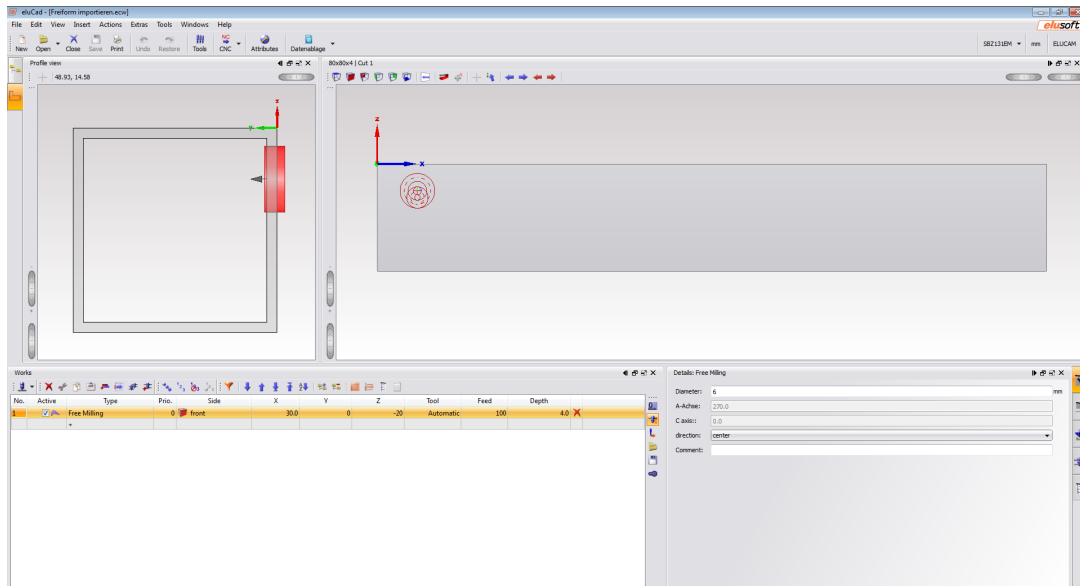 eluCad - [Freiform importieren.ecw]
File Edit View Insert Actions Extras Tools Windows Help
elusoft
New Open Close Save Print Undo Restore Tools CNC Attributes Datenablage
SBZ131EM mm ELUCAM
Profile view
80x80x4 | Cut 1
48.93, 14.58
z
y
z
x
Works
Details: Free Milling
No. Active Type Prio. Side X Y Z Tool Feed Depth
1 Free Milling 0 front 30.0 0 -20 Automatic 100 4.0
+
Diameter: 6 mm
A-Achse: 270.0
C axis:: 0.0
direction: center
Comment: